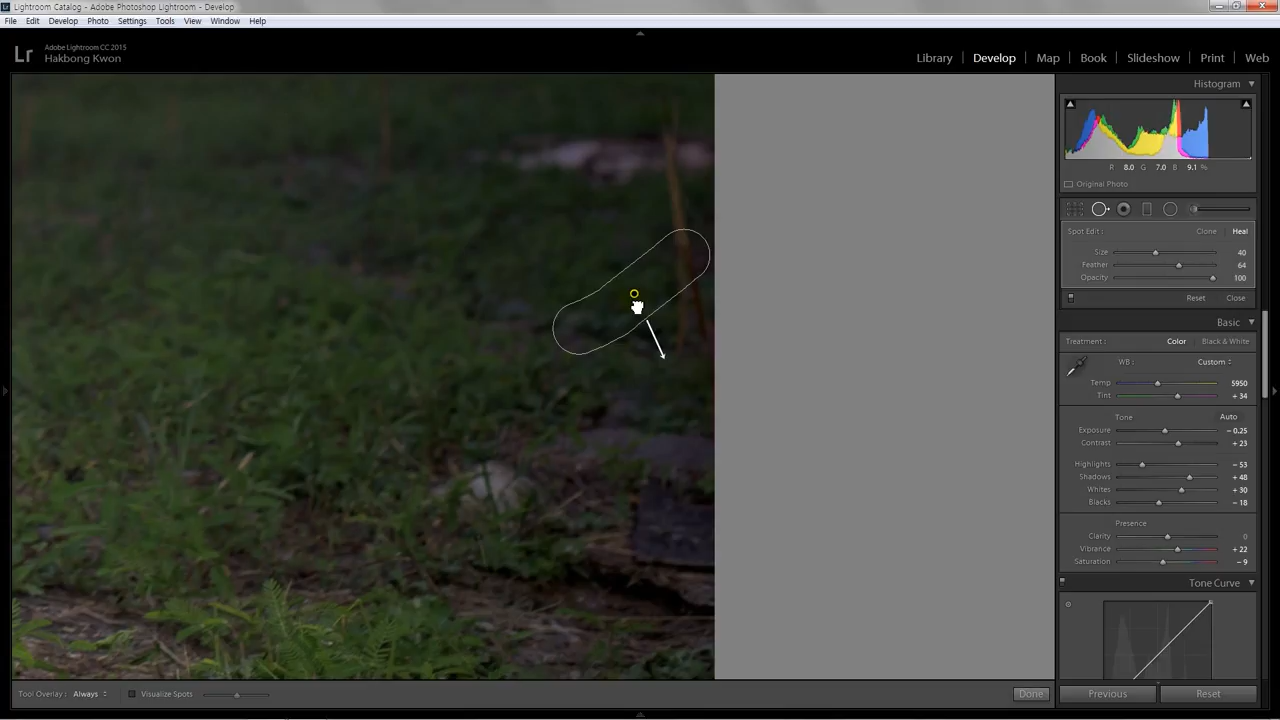 Lightroom Catalog - Adobe Photoshop Lightroom - Develop
File Edit Develop Photo Settings Tools View Window Help
Lr
Adobe Lightroom CC 2015
Hakbong Kwon
Library | Develop | Map | Book | Slideshow | Print | Web
Histogram
R 8.0 G 7.0 B 9.1 %
Original Photo
Spot Edit : Clone Heal
Size 40
Feather 64
Opacity 100
Reset Close
Basic
Treatment : Color Black & White
WB : Custom
Temp 5950
Tint + 34
Tone Auto
Exposure − 0.25
Contrast + 23
Highlights − 53
Shadows + 48
Whites + 30
Blacks − 18
Presence
Clarity 0
Vibrance + 22
Saturation − 9
Tone Curve
Tool Overlay : Always Visualize Spots Done
Previous Reset